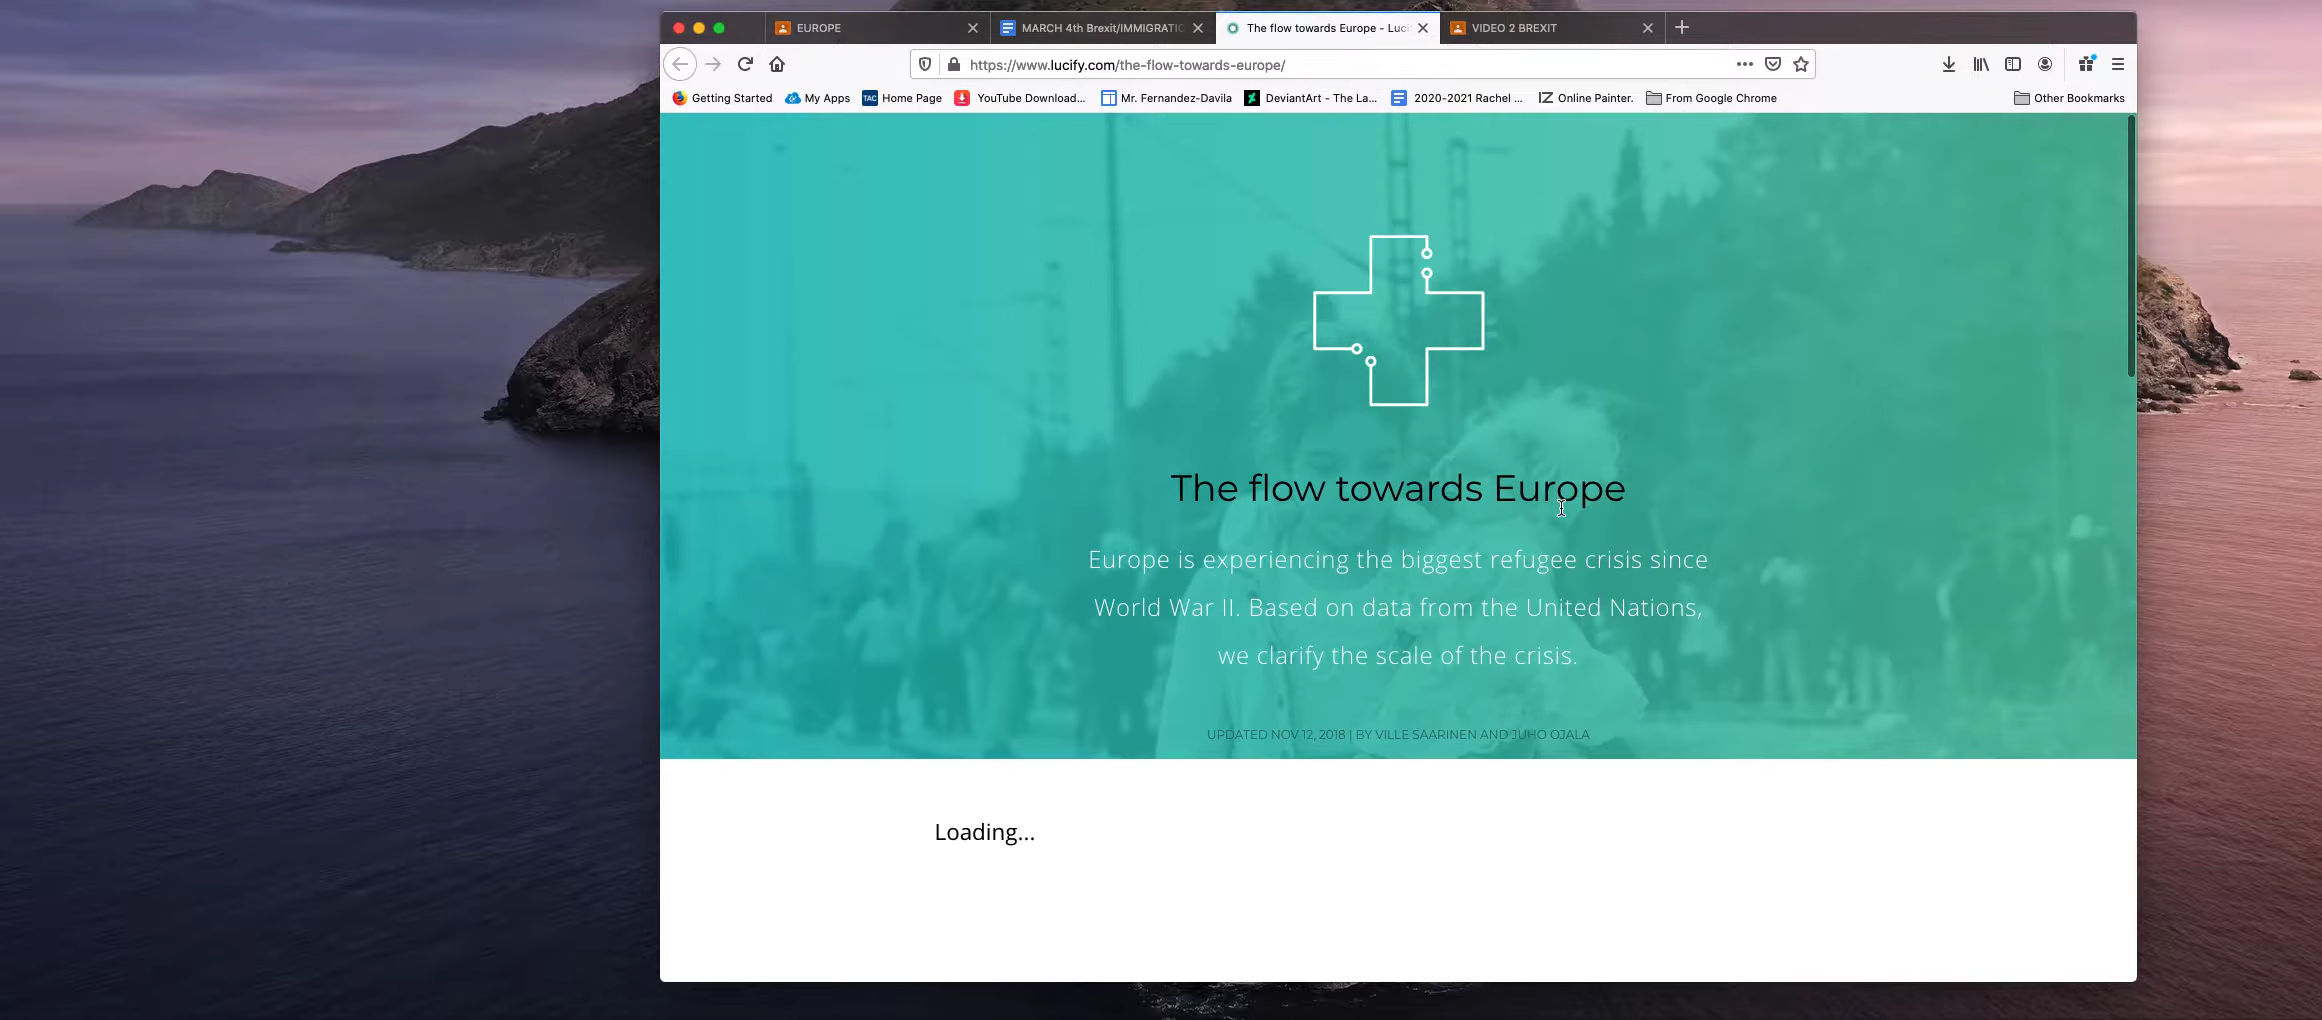 EUROPE
MARCH 4th Brexit/IMMIGRATIO
The flow towards Europe - Luci
VIDEO 2 BREXIT
https://www.lucify.com/the-flow-towards-europe/
Getting Started
My Apps
TAC Home Page
YouTube Download...
Mr. Fernandez-Davila
DeviantArt - The La...
2020-2021 Rachel ...
Online Painter.
From Google Chrome
Other Bookmarks
The flow towards Europe
Europe is experiencing the biggest refugee crisis since
World War II. Based on data from the United Nations,
we clarify the scale of the crisis.
UPDATED NOV 12, 2018 | BY VILLE SAARINEN AND JUHO OJALA
Loading...